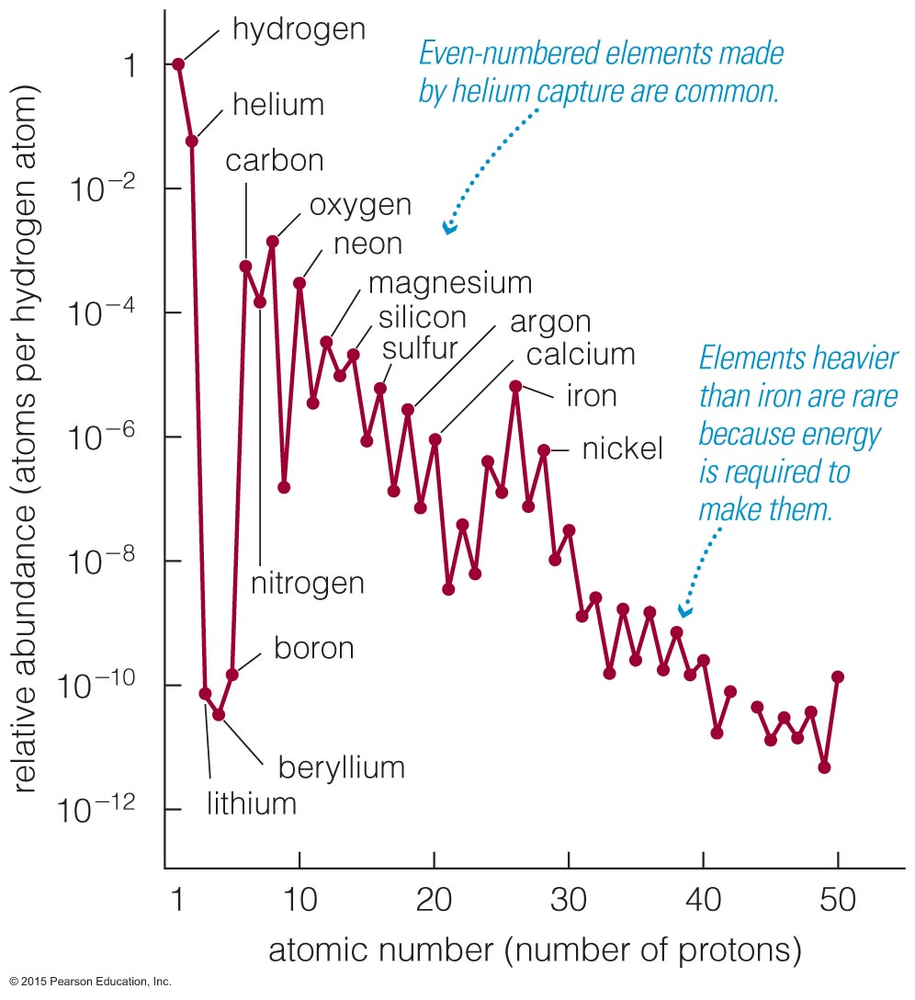 hydrogen
Even-numbered elements made
by helium capture are common.
1
helium
carbon
10⁻²
oxygen
neon
magnesium
10⁻⁴
silicon
argon
sulfur
calcium
Elements heavier
than iron are rare
because energy
is required to
make them.
iron
10⁻⁶
nickel
10⁻⁸
nitrogen
boron
10⁻¹⁰
beryllium
lithium
10⁻¹²
relative abundance (atoms per hydrogen atom)
1 10 20 30 40 50
atomic number (number of protons)
© 2015 Pearson Education, Inc.